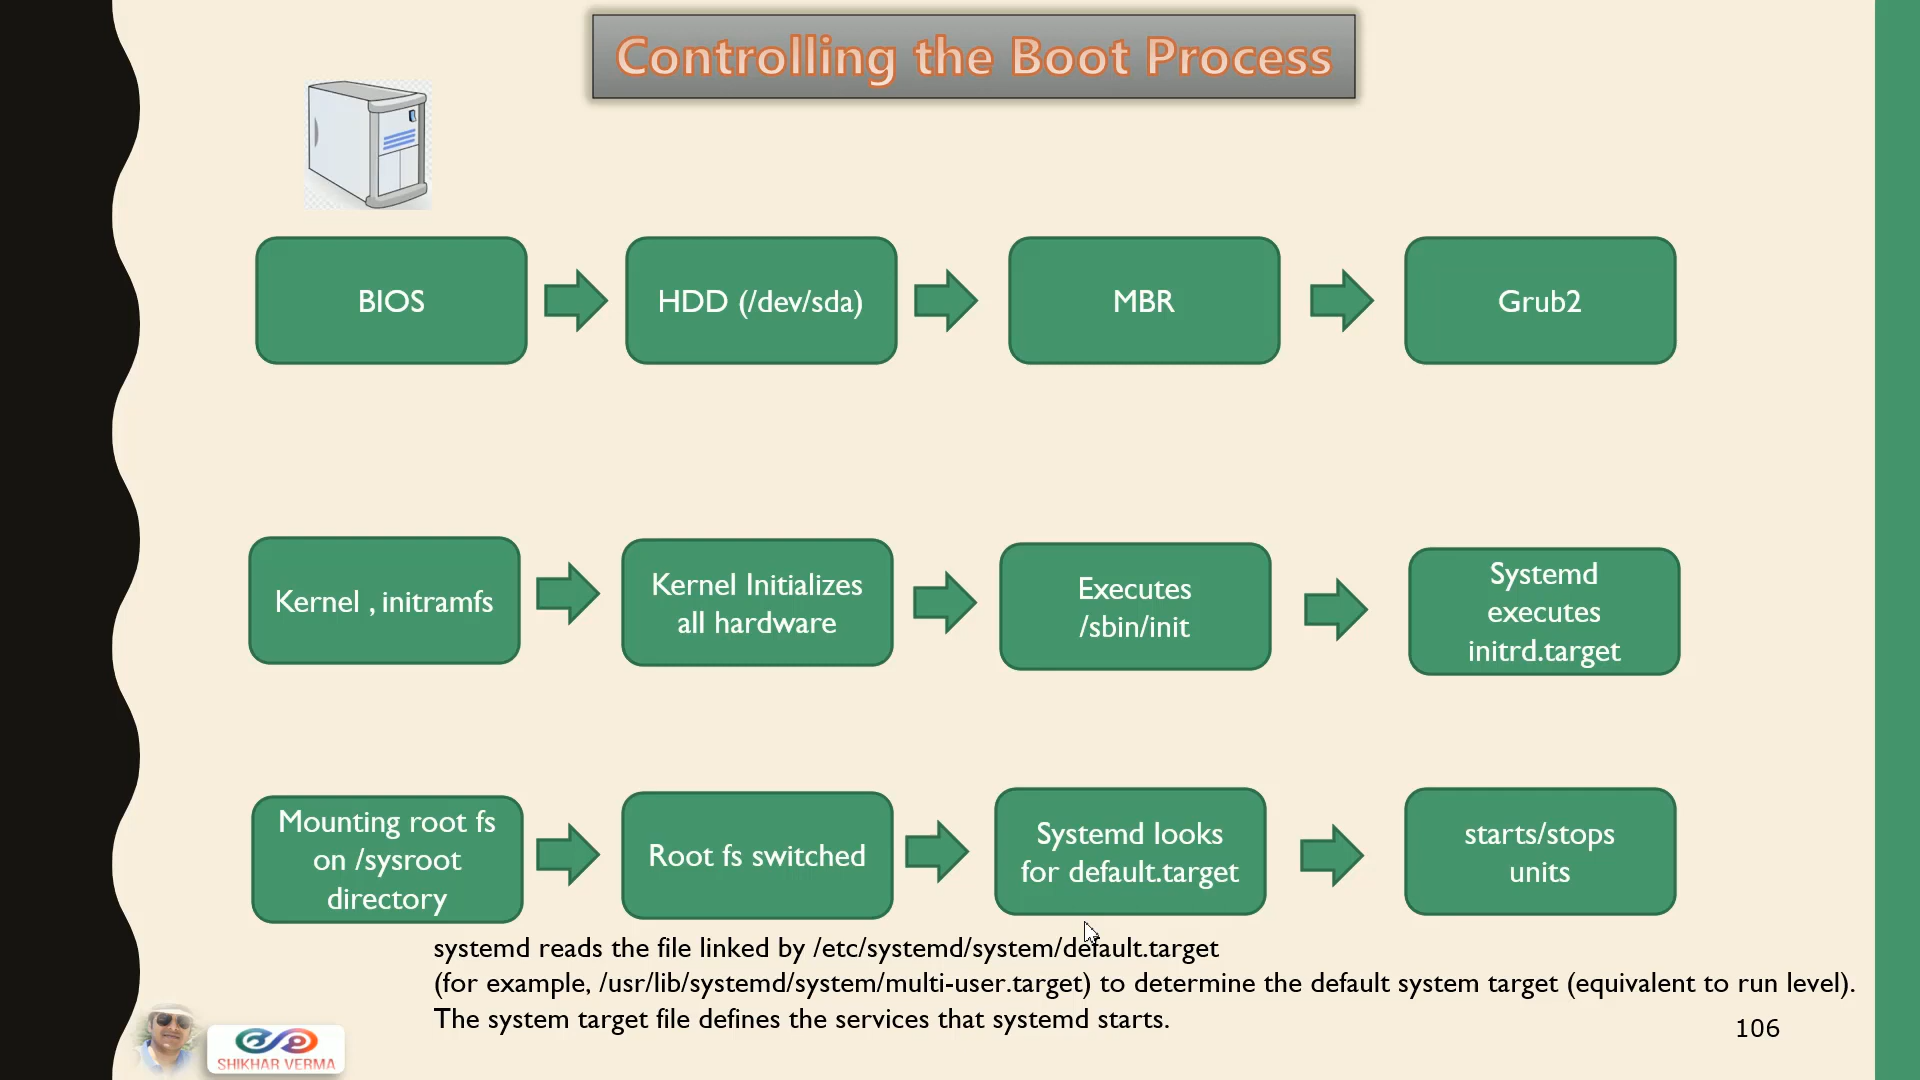 Controlling the Boot Process
BIOS
HDD (/dev/sda)
MBR
Grub2
Kernel , initramfs
Kernel Initializes
all hardware
Executes
/sbin/init
Systemd
executes
initrd.target
Mounting root fs
on /sysroot
directory
Root fs switched
Systemd looks
for default.target
starts/stops
units
systemd reads the file linked by /etc/systemd/system/default.target
(for example, /usr/lib/systemd/system/multi-user.target) to determine the default system target (equivalent to run level).
The system target file defines the services that systemd starts.
SHIKHAR VERMA
106